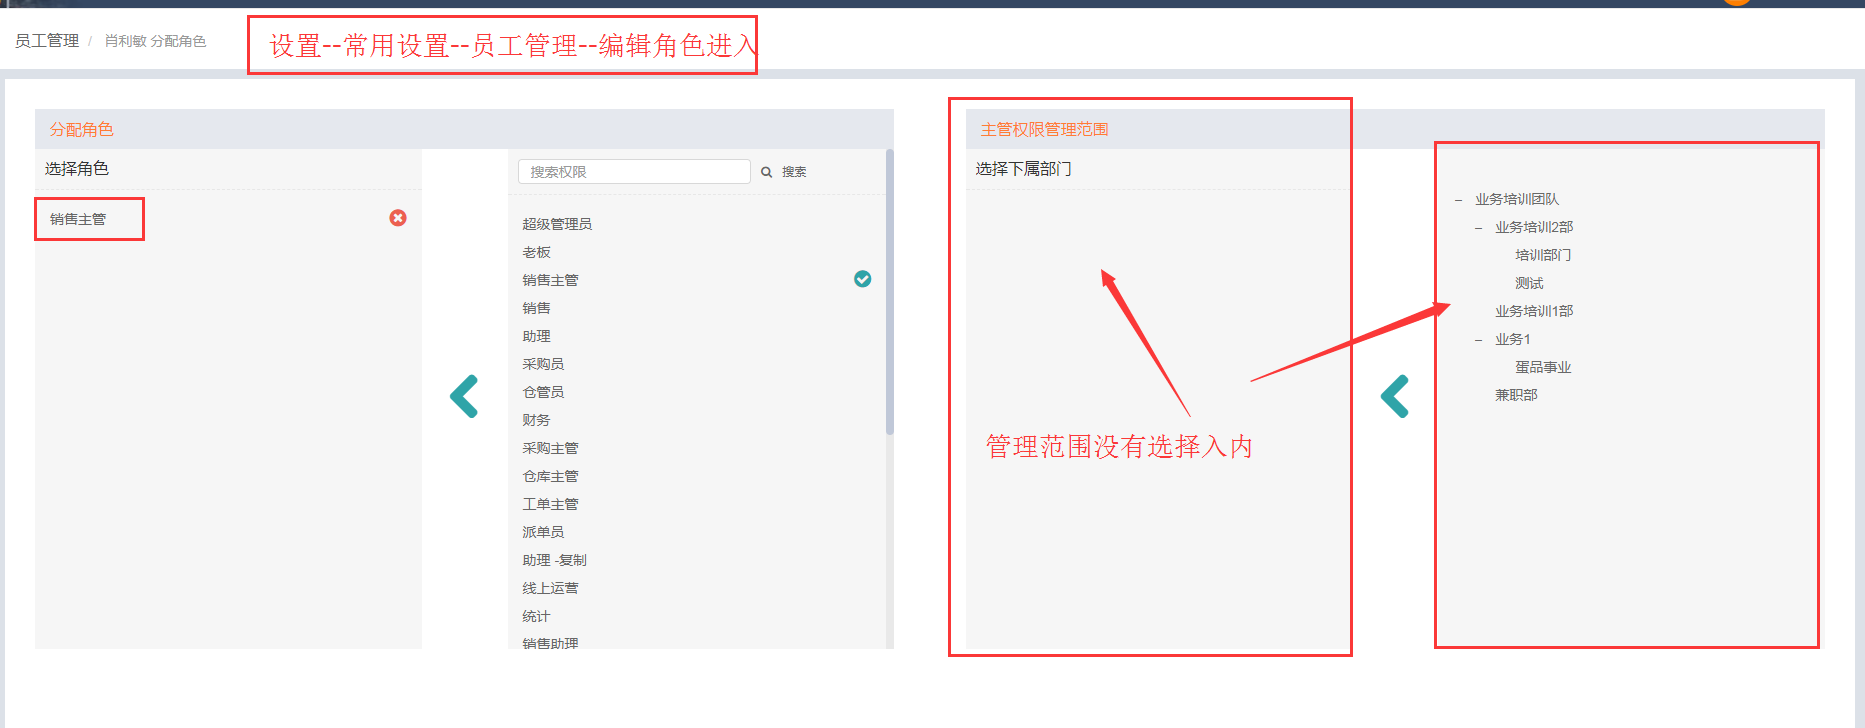 员工管理 / 肖利敏 分配角色
设置--常用设置--员工管理--编辑角色进入
分配角色
选择角色
销售主管
搜索权限
搜索
超级管理员
老板
销售主管
销售
助理
采购员
仓管员
财务
采购主管
仓库主管
工单主管
派单员
助理 -复制
线上运营
统计
销售助理
主管权限管理范围
选择下属部门
管理范围没有选择入内
– 业务培训团队
– 业务培训2部
培训部门
测试
业务培训1部
– 业务1
蛋品事业
兼职部